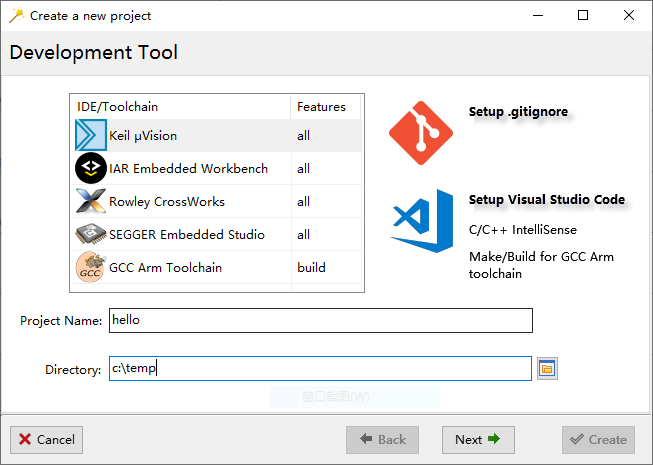 Create a new project
Development Tool
IDE/Toolchain Features
Keil µVision all
IAR Embedded Workbench all
Rowley CrossWorks all
SEGGER Embedded Studio all
GCC Arm Toolchain build
GCC
Setup .gitignore
Setup Visual Studio Code
C/C++ IntelliSense
Make/Build for GCC Arm
toolchain
Project Name: hello
Directory: c:\temp
窗口截图(W)
Cancel Back Next Create